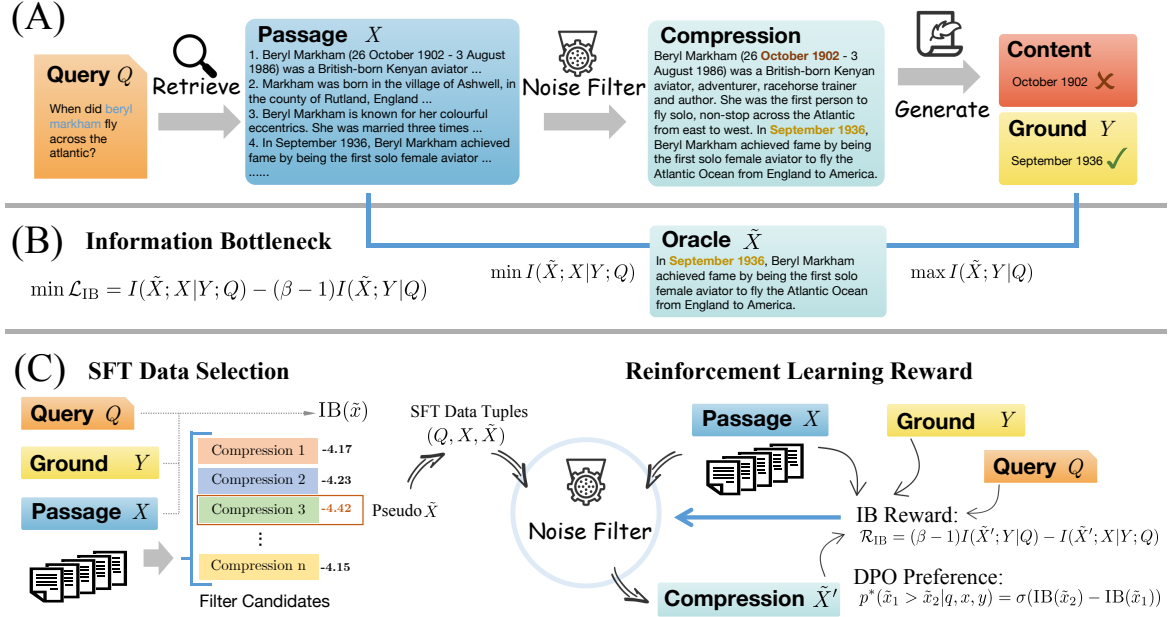 (A)
Query Q
When did beryl
markham fly
across the
atlantic?
Retrieve
Passage X
1. Beryl Markham (26 October 1902 - 3 August
1986) was a British-born Kenyan aviator ...
2. Markham was born in the village of Ashwell, in
the county of Rutland, England ...
3. Beryl Markham is known for her colourful
eccentrics. She was married three times ...
4. In September 1936, Beryl Markham achieved
fame by being the first solo female aviator ...
......
Noise Filter
Compression
Beryl Markham (26 October 1902 - 3
August 1986) was a British-born Kenyan
aviator, adventurer, racehorse trainer
and author. She was the first person to
fly solo, non-stop across the Atlantic
from east to west. In September 1936,
Beryl Markham achieved fame by being
the first solo female aviator to fly the
Atlantic Ocean from England to America.
Generate
Content
October 1902 ✗
Ground Y
September 1936 ✓
(B) Information Bottleneck
min 𝓛_IB = I(X̃; X|Y; Q) − (β − 1)I(X̃; Y|Q)
min I(X̃; X|Y; Q)
Oracle X̃
In September 1936, Beryl Markham
achieved fame by being the first solo
female aviator to fly the Atlantic Ocean
from England to America.
max I(X̃; Y|Q)
(C) SFT Data Selection
Query Q
Ground Y
Passage X
IB(x̃)
Compression 1 -4.17
Compression 2 -4.23
Compression 3 -4.42
⋮
Compression n -4.15
Filter Candidates
Pseudo X̃
SFT Data Tuples
(Q, X, X̃)
Noise Filter
Reinforcement Learning Reward
Passage X
Ground Y
Query Q
IB Reward:
𝓡_IB = (β − 1)I(X̃′; Y|Q) − I(X̃′; X|Y; Q)
DPO Preference:
p*(x̃₁ > x̃₂|q, x, y) = σ(IB(x̃₂) − IB(x̃₁))
Compression X̃′